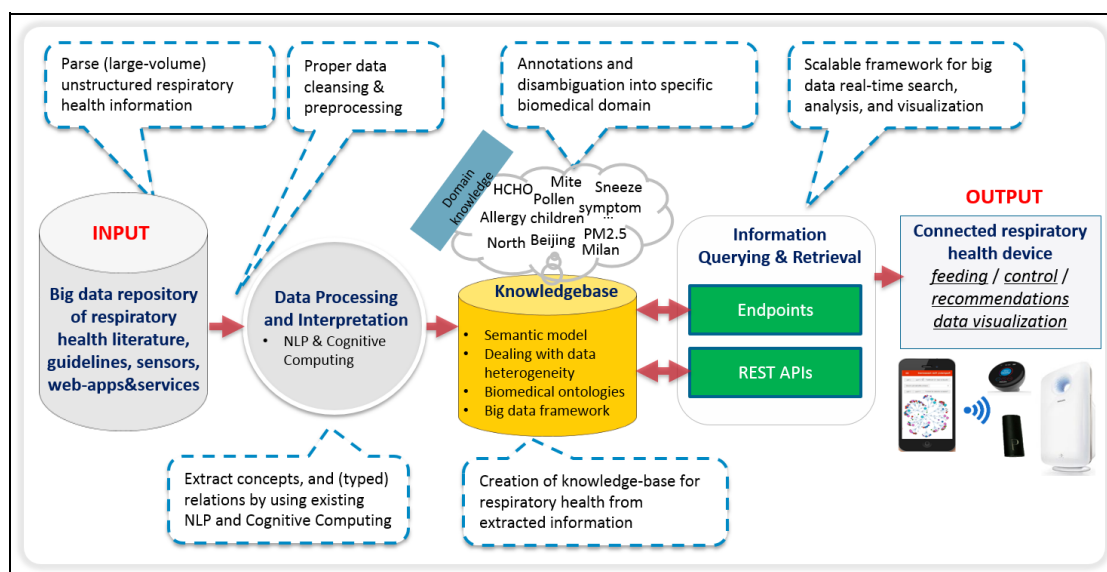 Parse (large-volume)
unstructured respiratory
health information
Proper data
cleansing &
preprocessing
Annotations and
disambiguation into specific
biomedical domain
Scalable framework for big
data real-time search,
analysis, and visualization
INPUT
Big data repository
of respiratory
health literature,
guidelines, sensors,
web-apps&services
Data Processing
and Interpretation
• NLP & Cognitive
Computing
Domain
knowledge
HCHO Mite Sneeze
Pollen symptom
Allergy children ...
North Beijing PM2.5
Milan
Knowledgebase
• Semantic model
• Dealing with data
heterogeneity
• Biomedical ontologies
• Big data framework
Information
Querying & Retrieval
Endpoints
REST APIs
OUTPUT
Connected respiratory
health device
feeding / control /
recommendations
data visualization
Extract concepts, and (typed)
relations by using existing
NLP and Cognitive Computing
Creation of knowledge-base for
respiratory health from
extracted information